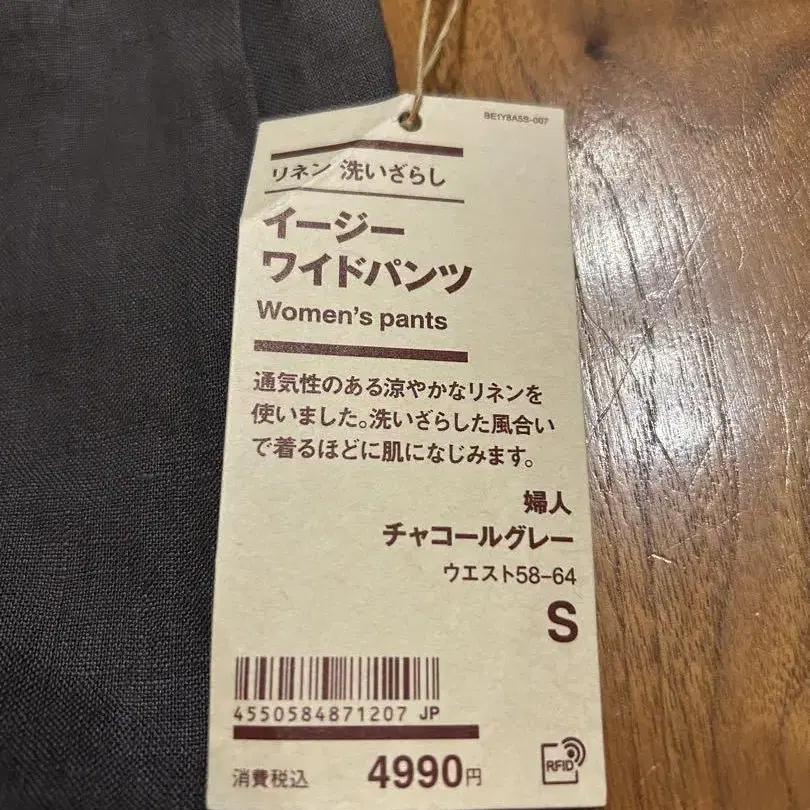 BE1Y8A5S-007
リネン 洗いざらし
イージー
ワイドパンツ
Women's pants
通気性のある涼やかなリネンを
使いました。洗いざらした風合い
で着るほどに肌になじみます。
婦人
チャコールグレー
ウエスト58-64
S
4550584871207 JP
消費税込 4990円
RFID